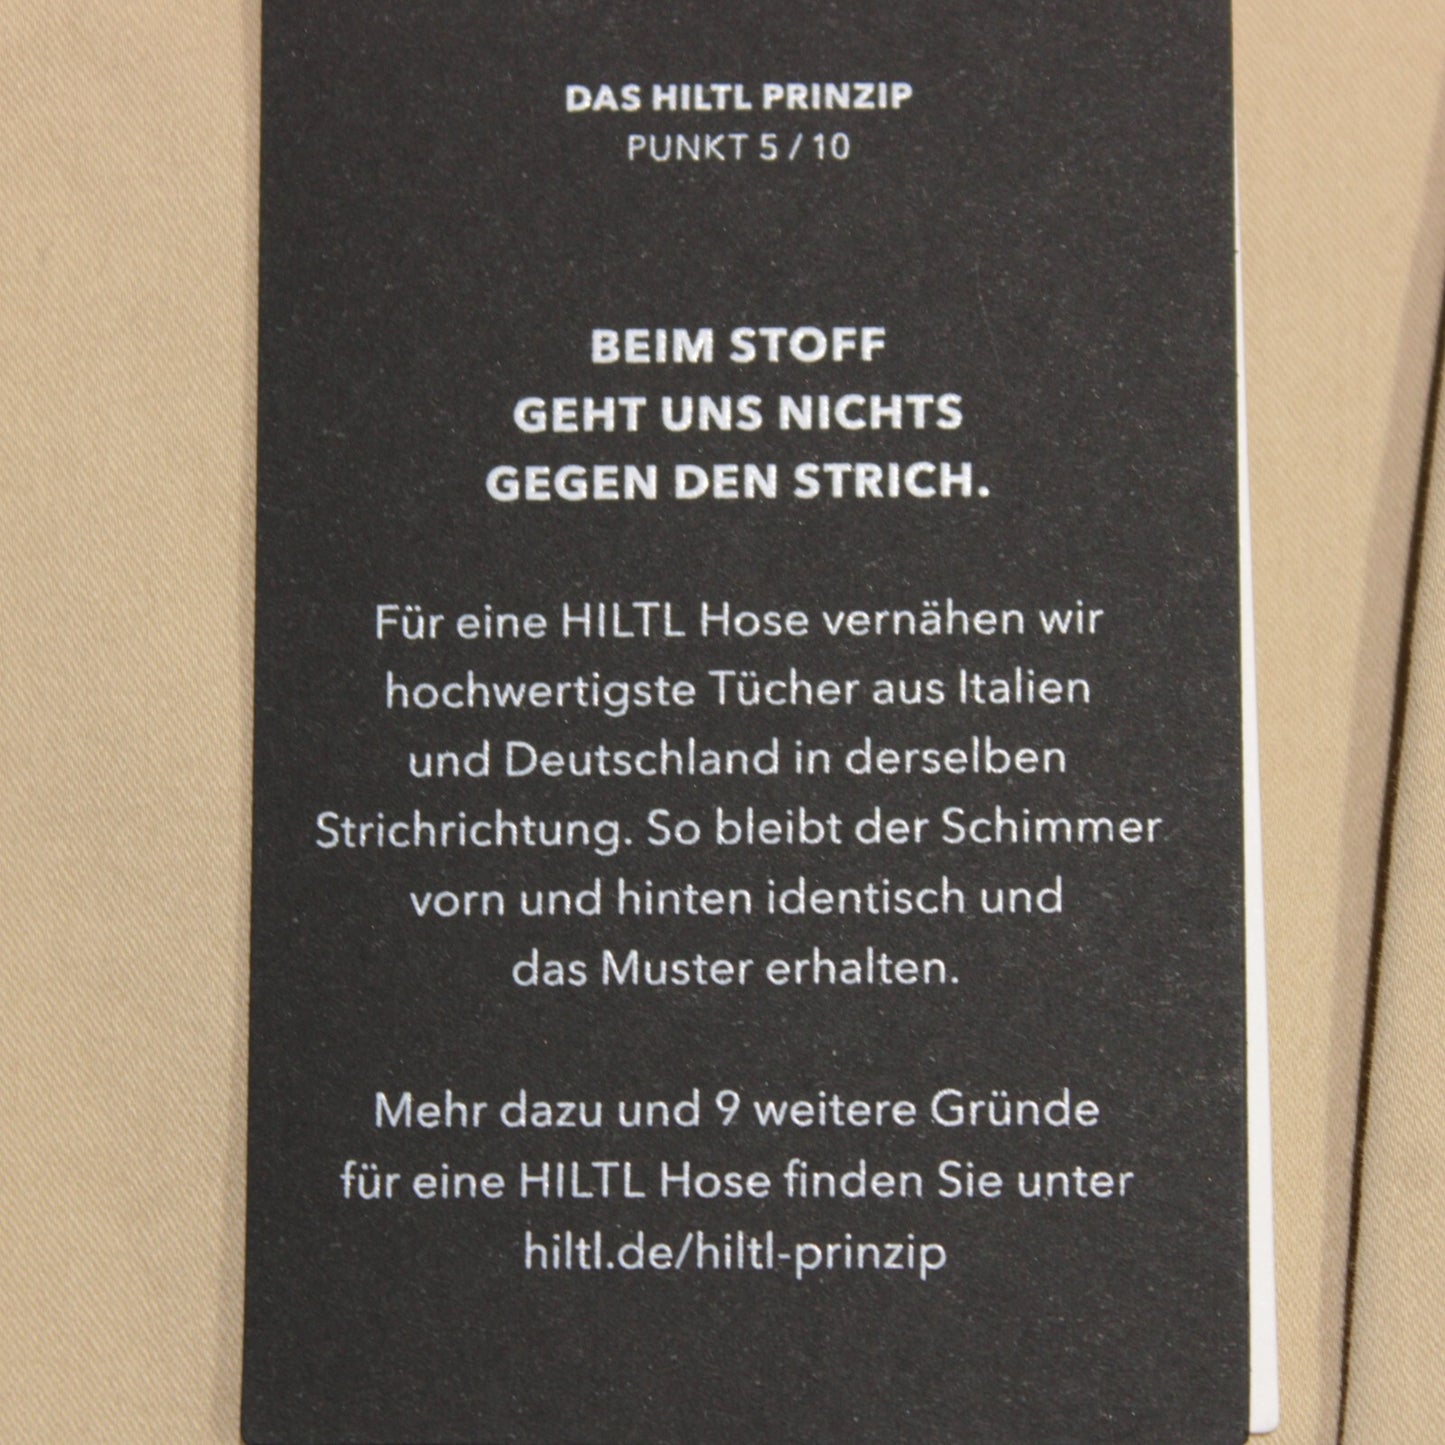 DAS HILTL PRINZIP
PUNKT 5 / 10
BEIM STOFF
GEHT UNS NICHTS
GEGEN DEN STRICH.
Für eine HILTL Hose vernähen wir
hochwertigste Tücher aus Italien
und Deutschland in derselben
Strichrichtung. So bleibt der Schimmer
vorn und hinten identisch und
das Muster erhalten.
Mehr dazu und 9 weitere Gründe
für eine HILTL Hose finden Sie unter
hiltl.de/hiltl-prinzip